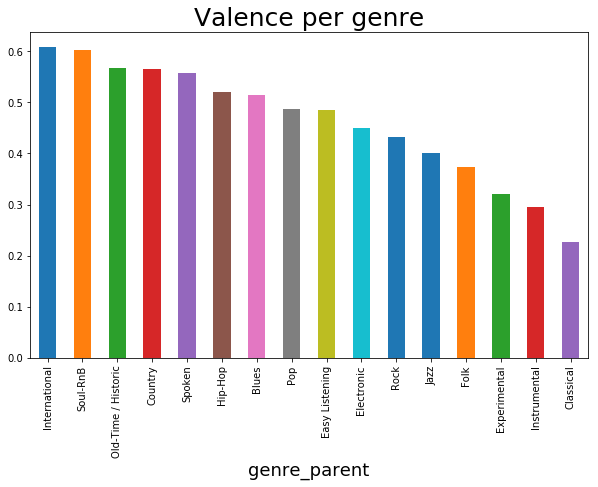 Valence per genre
0.6
0.5
0.4
0.3
0.2
0.1
0.0
International
Soul-RnB
Old-Time / Historic
Country
Spoken
Hip-Hop
Blues
Pop
Easy Listening
Electronic
Rock
Jazz
Folk
Experimental
Instrumental
Classical
genre_parent